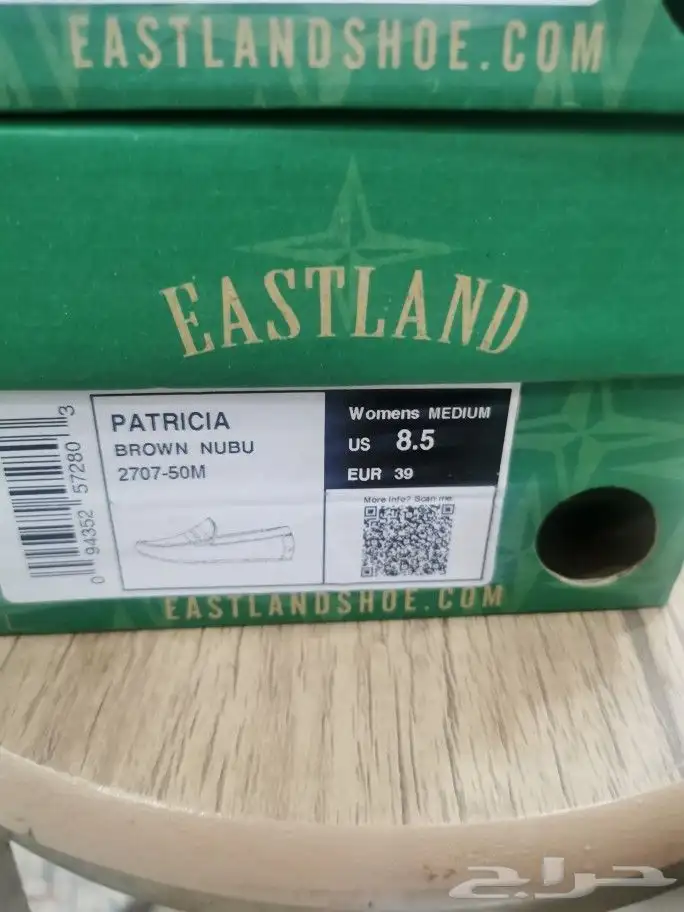 EASTLANDSHOE.COM
EASTLAND
PATRICIA
BROWN NUBU
2707-50M
Womens MEDIUM
US 8.5
EUR 39
More Info? Scan me
0 94352 57280 3
EASTLANDSHOE.COM
حراج